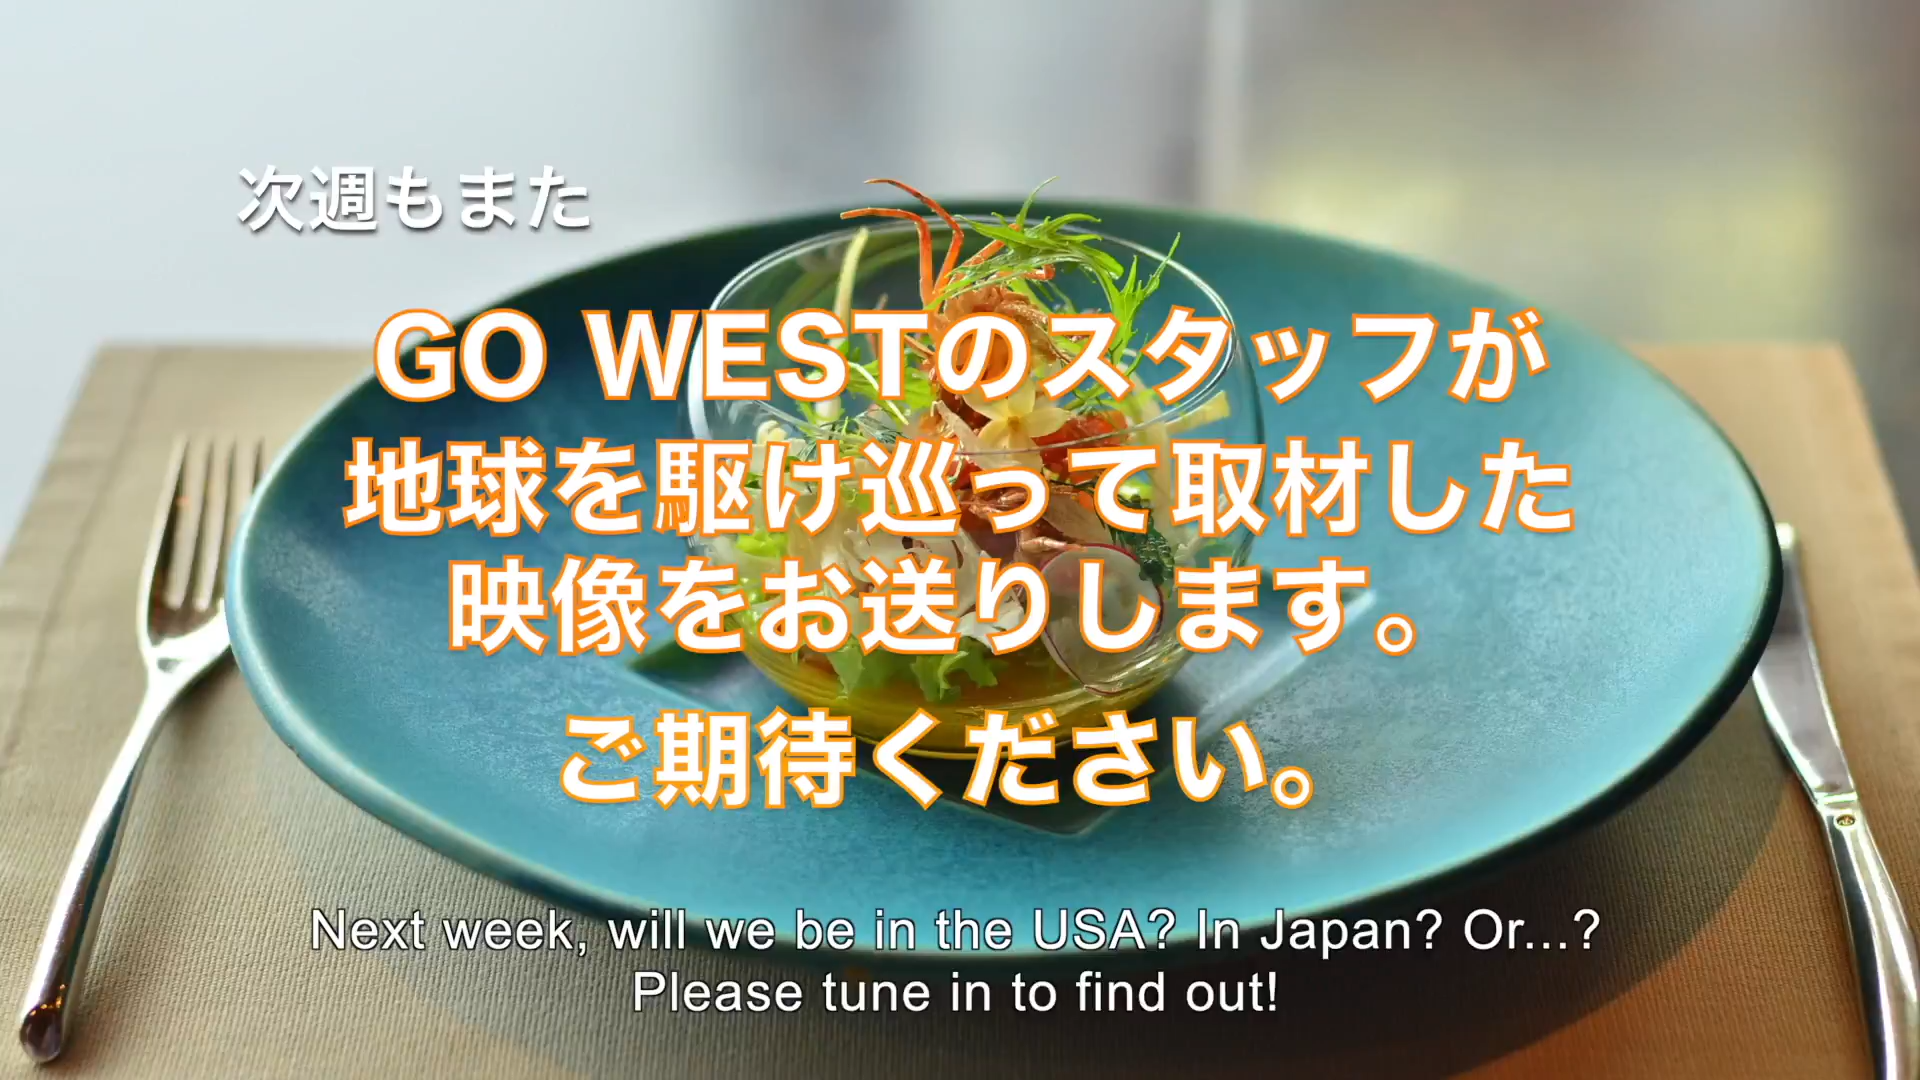 次週もまた
GO WESTのスタッフが
地球を駆け巡って取材した
映像をお送りします。
ご期待ください。
Next week, will we be in the USA? In Japan? Or...?
Please tune in to find out!